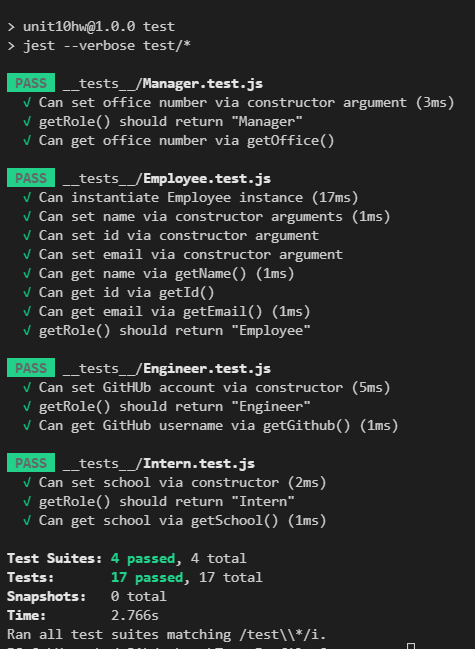 > unit10hw@1.0.0 test
> jest --verbose test/*
PASS __tests__/Manager.test.js
√ Can set office number via constructor argument (3ms)
√ getRole() should return "Manager"
√ Can get office number via getOffice()
PASS __tests__/Employee.test.js
√ Can instantiate Employee instance (17ms)
√ Can set name via constructor arguments (1ms)
√ Can set id via constructor argument
√ Can set email via constructor argument
√ Can get name via getName() (1ms)
√ Can get id via getId()
√ Can get email via getEmail() (1ms)
√ getRole() should return "Employee"
PASS __tests__/Engineer.test.js
√ Can set GitHUb account via constructor (5ms)
√ getRole() should return "Engineer"
√ Can get GitHub username via getGithub() (1ms)
PASS __tests__/Intern.test.js
√ Can set school via constructor (2ms)
√ getRole() should return "Intern"
√ Can get school via getSchool() (1ms)
Test Suites: 4 passed, 4 total
Tests: 17 passed, 17 total
Snapshots: 0 total
Time: 2.766s
Ran all test suites matching /test\\*/i.